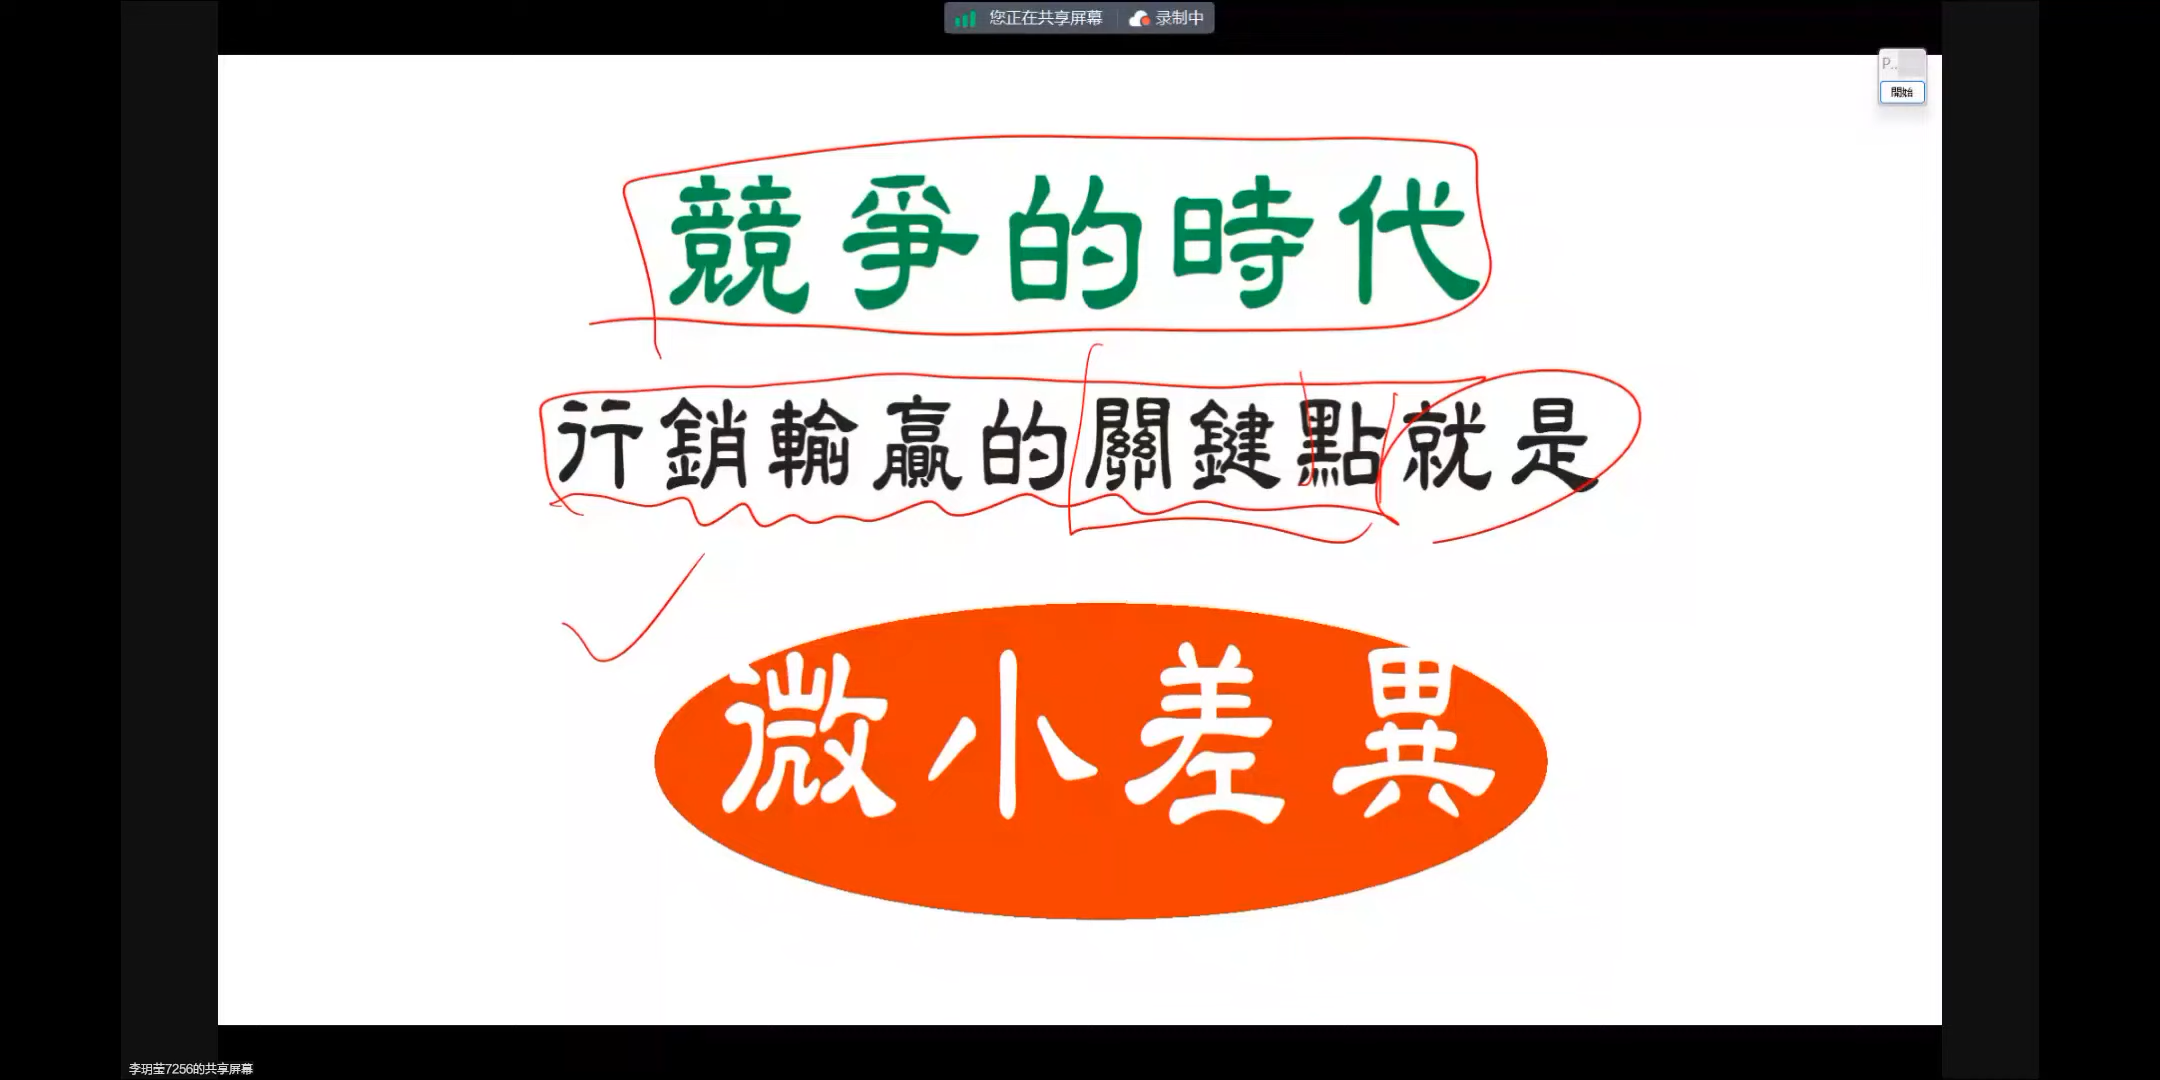 您正在共享屏幕 录制中
P..
開始
競爭的時代
行銷輸贏的關鍵點就是
微小差異
李玥莹7256的共享屏幕